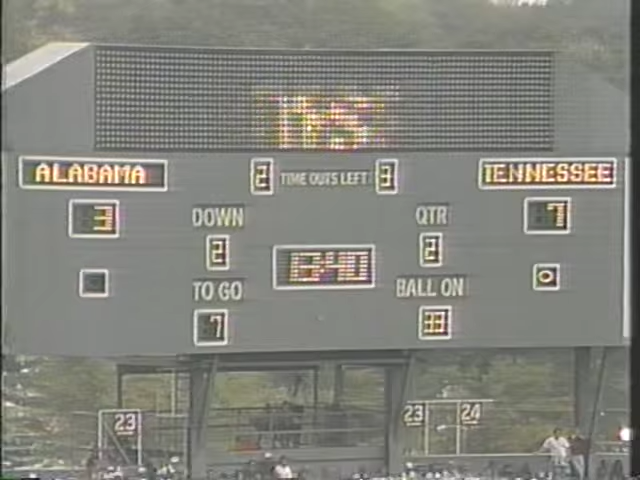 ALABAMA 2 TIME OUTS LEFT 3 TENNESSEE
3 DOWN QTR 7
2 2
TO GO BALL ON 0
7 33
23 23 24